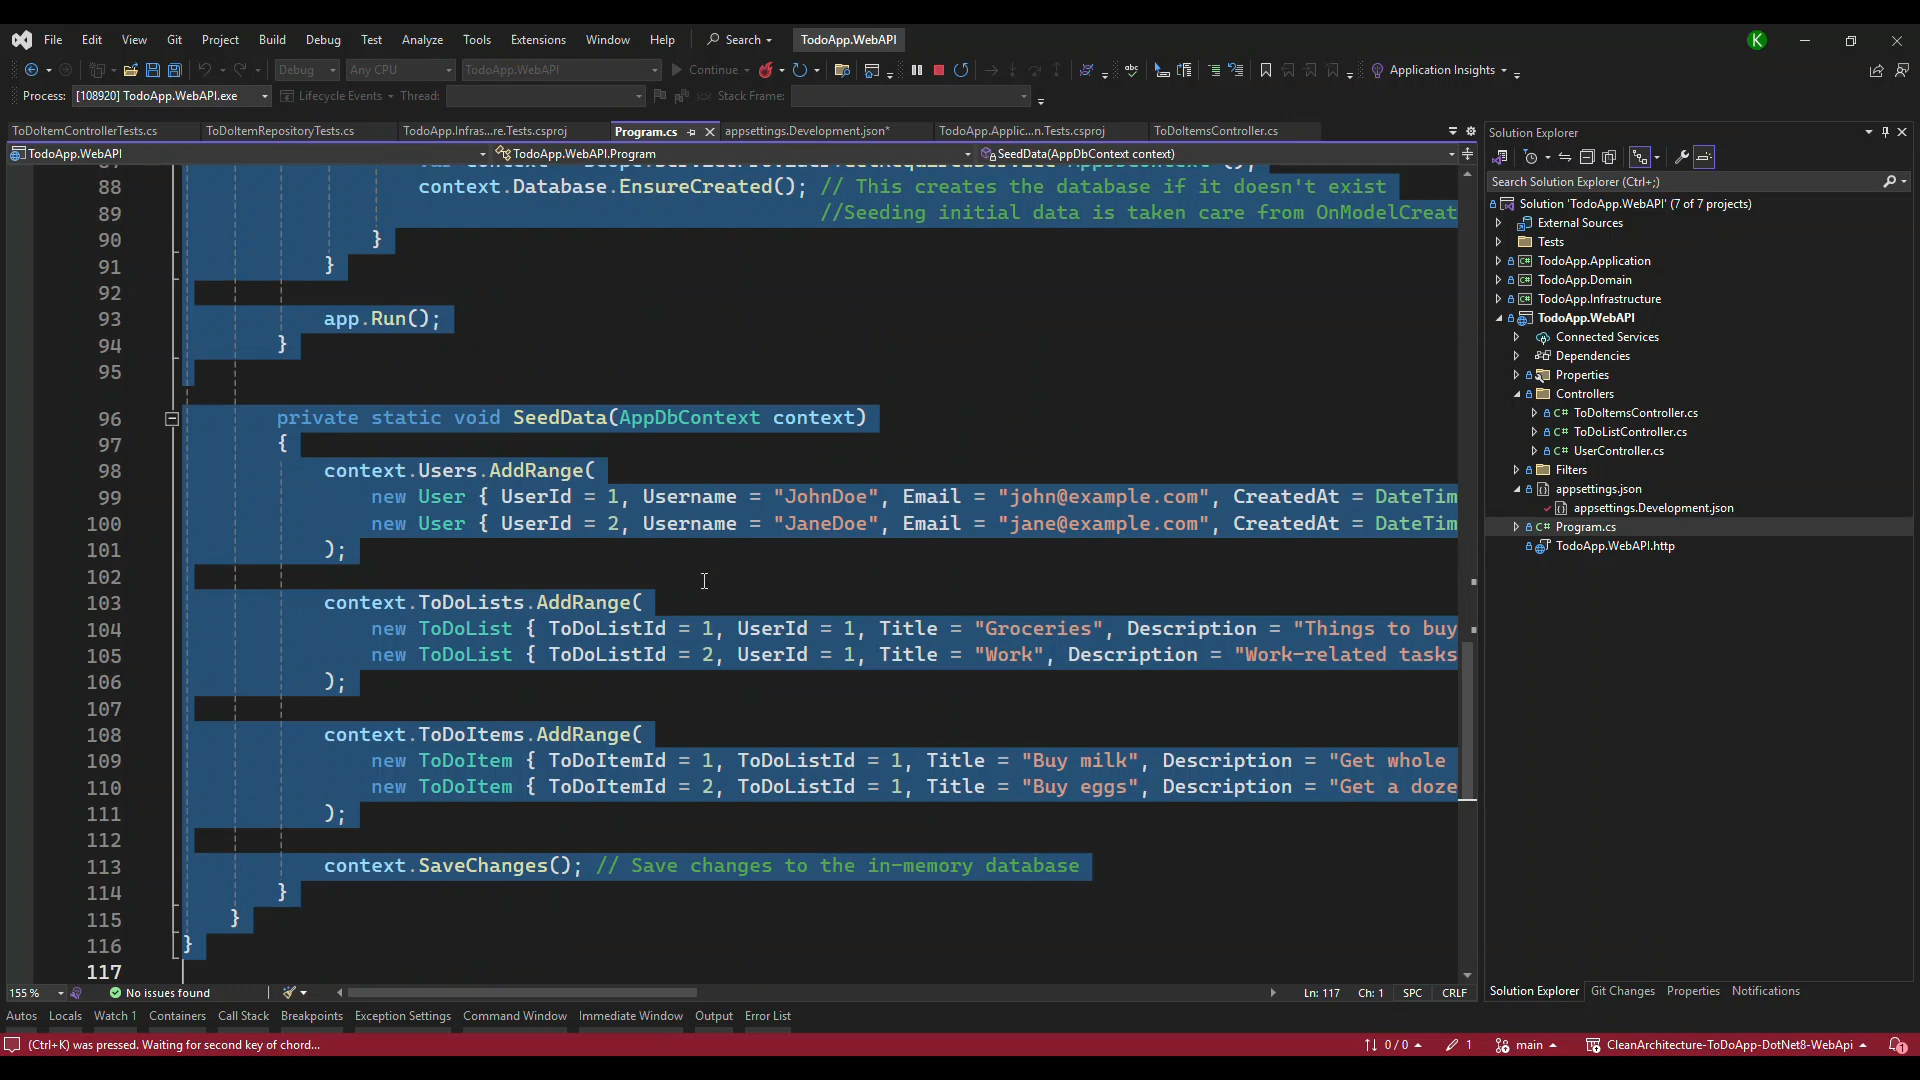 File Edit View Git Project Build Debug Test Analyze Tools Extensions Window Help Search TodoApp.WebAPI K
Debug Any CPU TodoApp.WebAPI Continue Application Insights
Process: [108920] TodoApp.WebAPI.exe Lifecycle Events Thread: Stack Frame:
ToDoItemControllerTests.cs ToDoItemRepositoryTests.cs TodoApp.Infras...re.Tests.csproj Program.cs appsettings.Development.json* TodoApp.Applic...n.Tests.csproj ToDoItemsController.cs
TodoApp.WebAPI TodoApp.WebAPI.Program SeedData(AppDbContext context)
88 context.Database.EnsureCreated(); // This creates the database if it doesn't exist
89 //Seeding initial data is taken care from OnModelCreat
90 }
91 }
92
93 app.Run();
94 }
95
96 private static void SeedData(AppDbContext context)
97 {
98 context.Users.AddRange(
99 new User { UserId = 1, Username = "JohnDoe", Email = "john@example.com", CreatedAt = DateTim
100 new User { UserId = 2, Username = "JaneDoe", Email = "jane@example.com", CreatedAt = DateTim
101 );
102
103 context.ToDoLists.AddRange(
104 new ToDoList { ToDoListId = 1, UserId = 1, Title = "Groceries", Description = "Things to buy
105 new ToDoList { ToDoListId = 2, UserId = 1, Title = "Work", Description = "Work-related tasks
106 );
107
108 context.ToDoItems.AddRange(
109 new ToDoItem { ToDoItemId = 1, ToDoListId = 1, Title = "Buy milk", Description = "Get whole
110 new ToDoItem { ToDoItemId = 2, ToDoListId = 1, Title = "Buy eggs", Description = "Get a doze
111 );
112
113 context.SaveChanges(); // Save changes to the in-memory database
114 }
115 }
116 }
117
155 % No issues found Ln: 117 Ch: 1 SPC CRLF
Autos Locals Watch 1 Containers Call Stack Breakpoints Exception Settings Command Window Immediate Window Output Error List
Solution Explorer
Search Solution Explorer (Ctrl+;)
Solution 'TodoApp.WebAPI' (7 of 7 projects)
External Sources
Tests
TodoApp.Application
TodoApp.Domain
TodoApp.Infrastructure
TodoApp.WebAPI
Connected Services
Dependencies
Properties
Controllers
C# ToDoItemsController.cs
C# ToDoListController.cs
C# UserController.cs
Filters
appsettings.json
appsettings.Development.json
C# Program.cs
TodoApp.WebAPI.http
Solution Explorer Git Changes Properties Notifications
(Ctrl+K) was pressed. Waiting for second key of chord... 0 / 0 1 main CleanArchitecture-ToDoApp-DotNet8-WebApi 1